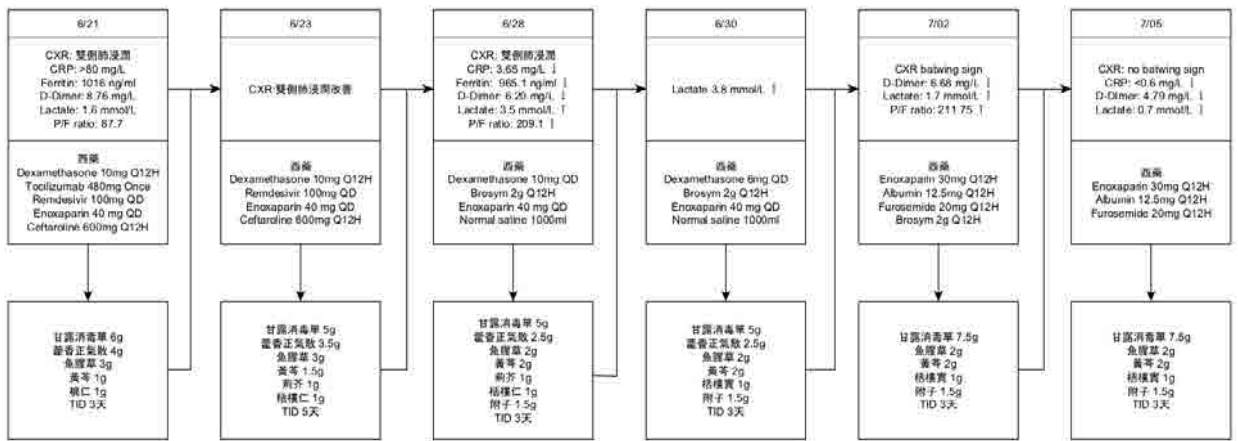 6/21
CXR: 雙側肺浸潤
CRP: >80 mg/L
Ferritin: 1016 ng/ml
D-Dimer: 8.76 mg/L
Lactate: 1.6 mmol/L
P/F ratio: 87.7
西藥
Dexamethasone 10mg Q12H
Tocilizumab 480mg Once
Remdesivir 100mg QD
Enoxaparin 40 mg QD
Ceftaroline 600mg Q12H
甘露消毒單 6g
藿香正氣散 4g
魚腥草 3g
黃芩 1g
桃仁 1g
TID 3天
6/23
CXR:雙側肺浸潤改善
西藥
Dexamethasone 10mg Q12H
Remdesivir 100mg QD
Enoxaparin 40 mg QD
Ceftaroline 600mg Q12H
甘露消毒單 5g
藿香正氣散 3.5g
魚腥草 3g
黃芩 1.5g
荊芥 1g
栝樓仁 1g
TID 5天
6/28
CXR: 雙側肺浸潤
CRP: 3.65 mg/L ↓
Ferritin: 965.1 ng/ml ↓
D-Dimer: 6.20 mg/L ↓
Lactate: 3.5 mmol/L ↑
P/F ratio: 209.1 ↑
西藥
Dexamethasone 10mg QD
Brosym 2g Q12H
Enoxaparin 40 mg QD
Normal saline 1000ml
甘露消毒單 5g
藿香正氣散 2.5g
魚腥草 2g
黃芩 2g
荊芥 1g
栝樓仁 1g
附子 1.5g
TID 3天
6/30
Lactate 3.8 mmol/L ↑
西藥
Dexamethasone 6mg QD
Brosym 2g Q12H
Enoxaparin 40 mg QD
Normal saline 1000ml
甘露消毒單 5g
藿香正氣散 2.5g
魚腥草 2g
黃芩 2g
栝樓實 1g
附子 1.5g
TID 3天
7/02
CXR batwing sign
D-Dimer: 6.68 mg/L ↑
Lactate: 1.7 mmol/L ↓
P/F ratio: 211.75 ↑
西藥
Enoxaparin 30mg Q12H
Albumin 12.5mg Q12H
Furosemide 20mg Q12H
Brosym 2g Q12H
甘露消毒單 7.5g
魚腥草 2g
黃芩 2g
栝樓實 1g
附子 1.5g
TID 3天
7/05
CXR: no batwing sign
CRP: <0.6 mg/L ↓
D-Dimer: 4.79 mg/L ↓
Lactate: 0.7 mmol/L ↓
西藥
Enoxaparin 30mg Q12H
Albumin 12.5mg Q12H
Furosemide 20mg Q12H
甘露消毒單 7.5g
魚腥草 2g
黃芩 2g
栝樓實 1g
附子 1.5g
TID 3天